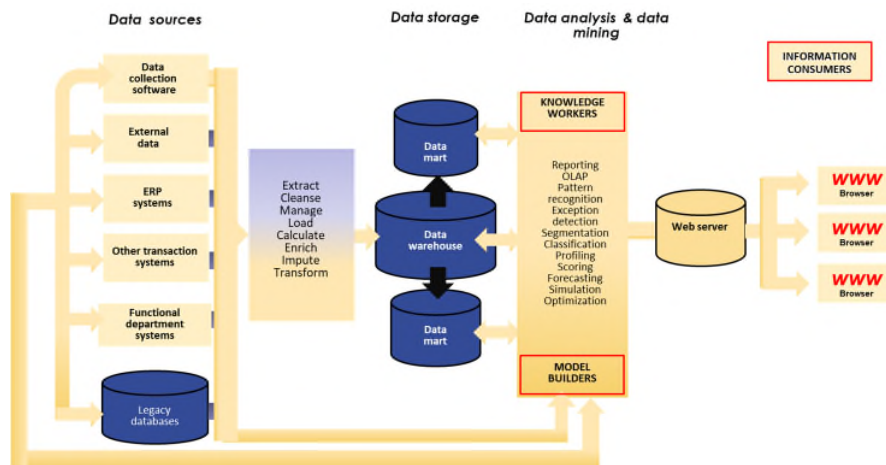 Data sources
Data storage
Data analysis & data
mining
INFORMATION
CONSUMERS
Data
collection
software
External
data
ERP
systems
Other transaction
systems
Functional
department
systems
Legacy
databases
Extract
Cleanse
Manage
Load
Calculate
Enrich
Impute
Transform
Data
mart
Data
warehouse
Data
mart
KNOWLEDGE
WORKERS
Reporting
OLAP
Pattern
recognition
Exception
detection
Segmentation
Classification
Profiling
Scoring
Forecasting
Simulation
Optimization
MODEL
BUILDERS
Web server
WWW
Browser
WWW
Browser
WWW
Browser